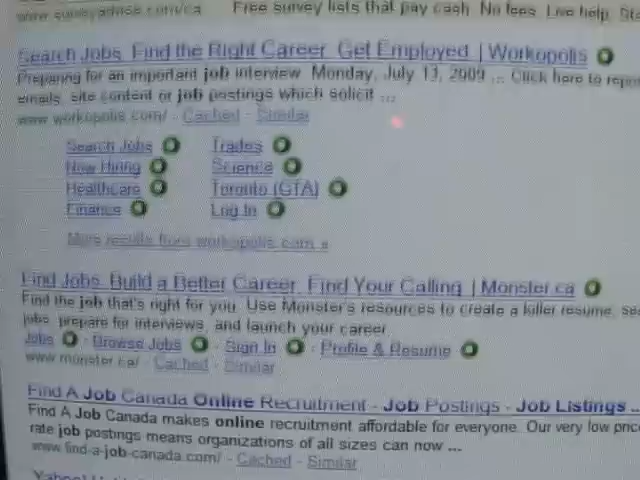 www.surveyadvise.com/ca Free survey lists that pay cash. No fees. Live help.
Search Jobs. Find the Right Career. Get Employed. | Workopolis
Preparing for an important job interview. Monday, July 13, 2009 ... Click here to
emails, site content or job postings which solicit ...
www.workopolis.com/ - Cached - Similar
Search Jobs Trades
Now Hiring Science
Healthcare Toronto (GTA)
Finance Log In
More results from workopolis.com »
Find Jobs. Build a Better Career. Find Your Calling. | Monster.ca
Find the job that's right for you. Use Monster's resources to create a killer resume,
jobs, prepare for interviews, and launch your career.
Jobs - Browse Jobs - Sign In - Profile & Resume
www.monster.ca/ - Cached - Similar
Find A Job Canada Online Recruitment - Job Postings - Job Listings ...
Find A Job Canada makes online recruitment affordable for everyone. Our very low
rate job postings means organizations of all sizes can now ...
www.find-a-job-canada.com/ - Cached - Similar
Yahoo!